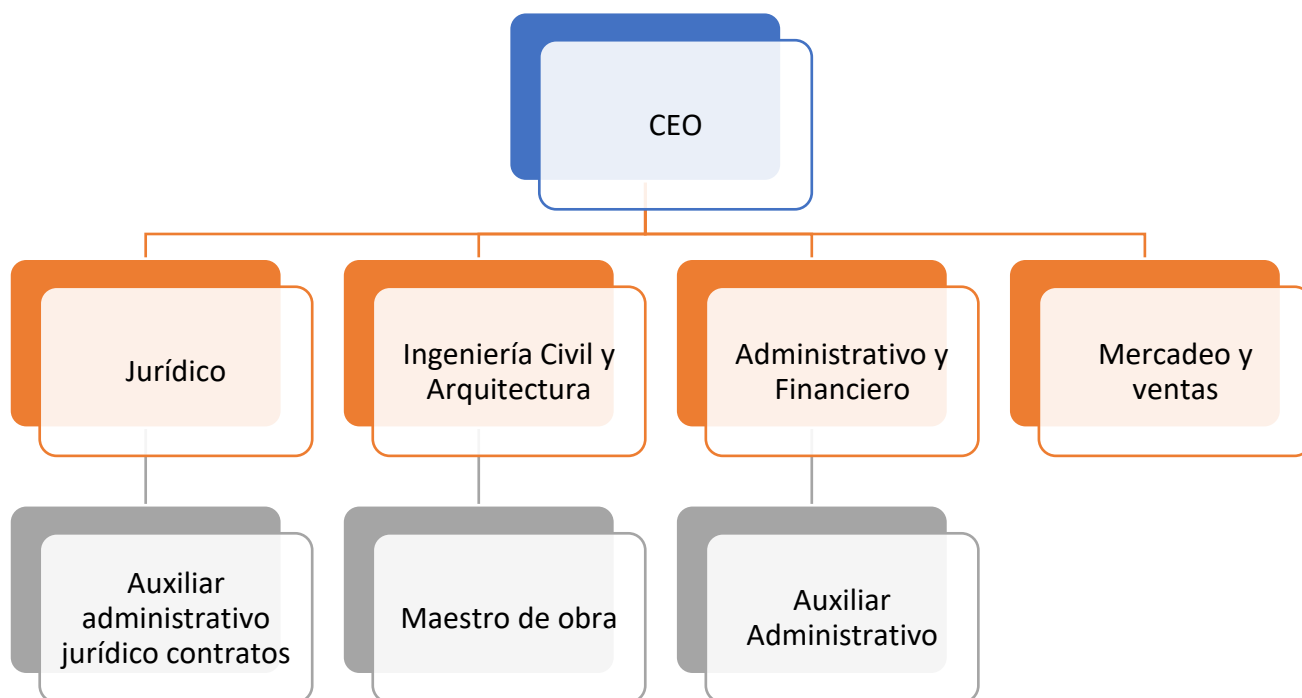 CEO
Jurídico
Ingeniería Civil y
Arquitectura
Administrativo y
Financiero
Mercadeo y
ventas
Auxiliar
administrativo
jurídico contratos
Maestro de obra
Auxiliar
Administrativo